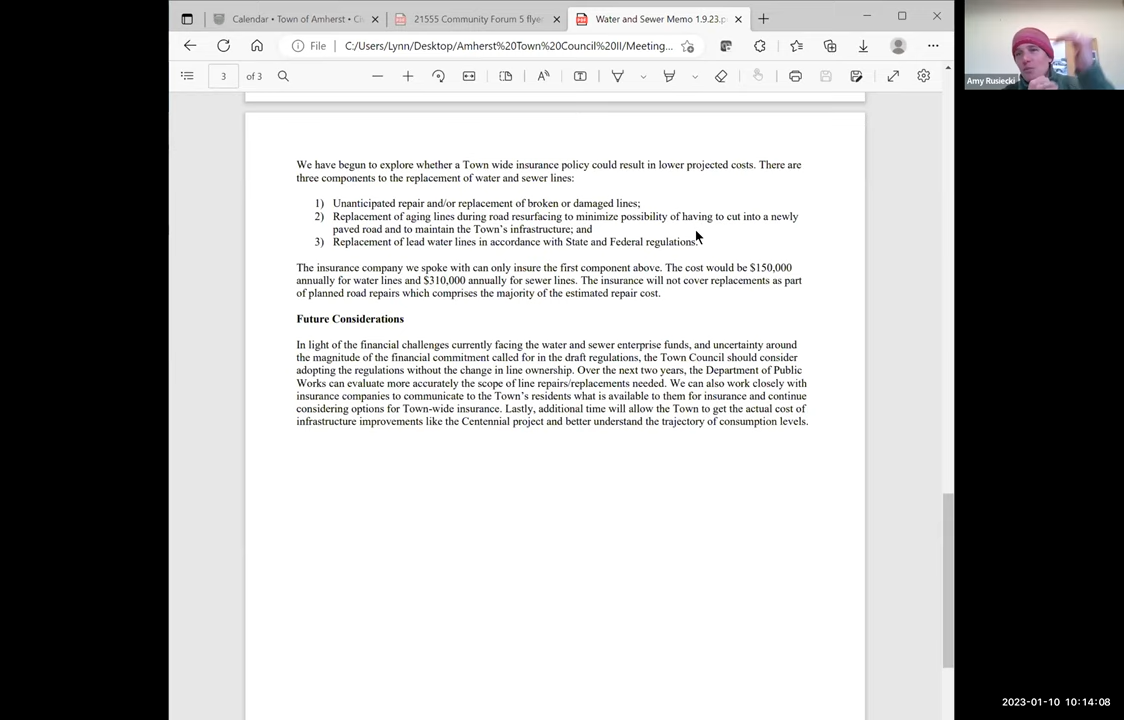 Calendar • Town of Amherst • Ci
21555 Community Forum 5 flyer
Water and Sewer Memo 1.9.23.p
File
C:/Users/Lynn/Desktop/Amherst%20Town%20Council%20II/Meeting...
3 of 3
We have begun to explore whether a Town wide insurance policy could result in lower projected costs. There are
three components to the replacement of water and sewer lines:
1) Unanticipated repair and/or replacement of broken or damaged lines;
2) Replacement of aging lines during road resurfacing to minimize possibility of having to cut into a newly
paved road and to maintain the Town's infrastructure; and
3) Replacement of lead water lines in accordance with State and Federal regulations.
The insurance company we spoke with can only insure the first component above. The cost would be $150,000
annually for water lines and $310,000 annually for sewer lines. The insurance will not cover replacements as part
of planned road repairs which comprises the majority of the estimated repair cost.
Future Considerations
In light of the financial challenges currently facing the water and sewer enterprise funds, and uncertainty around
the magnitude of the financial commitment called for in the draft regulations, the Town Council should consider
adopting the regulations without the change in line ownership. Over the next two years, the Department of Public
Works can evaluate more accurately the scope of line repairs/replacements needed. We can also work closely with
insurance companies to communicate to the Town's residents what is available to them for insurance and continue
considering options for Town-wide insurance. Lastly, additional time will allow the Town to get the actual cost of
infrastructure improvements like the Centennial project and better understand the trajectory of consumption levels.
Amy Rusiecki
2023-01-10 10:14:08